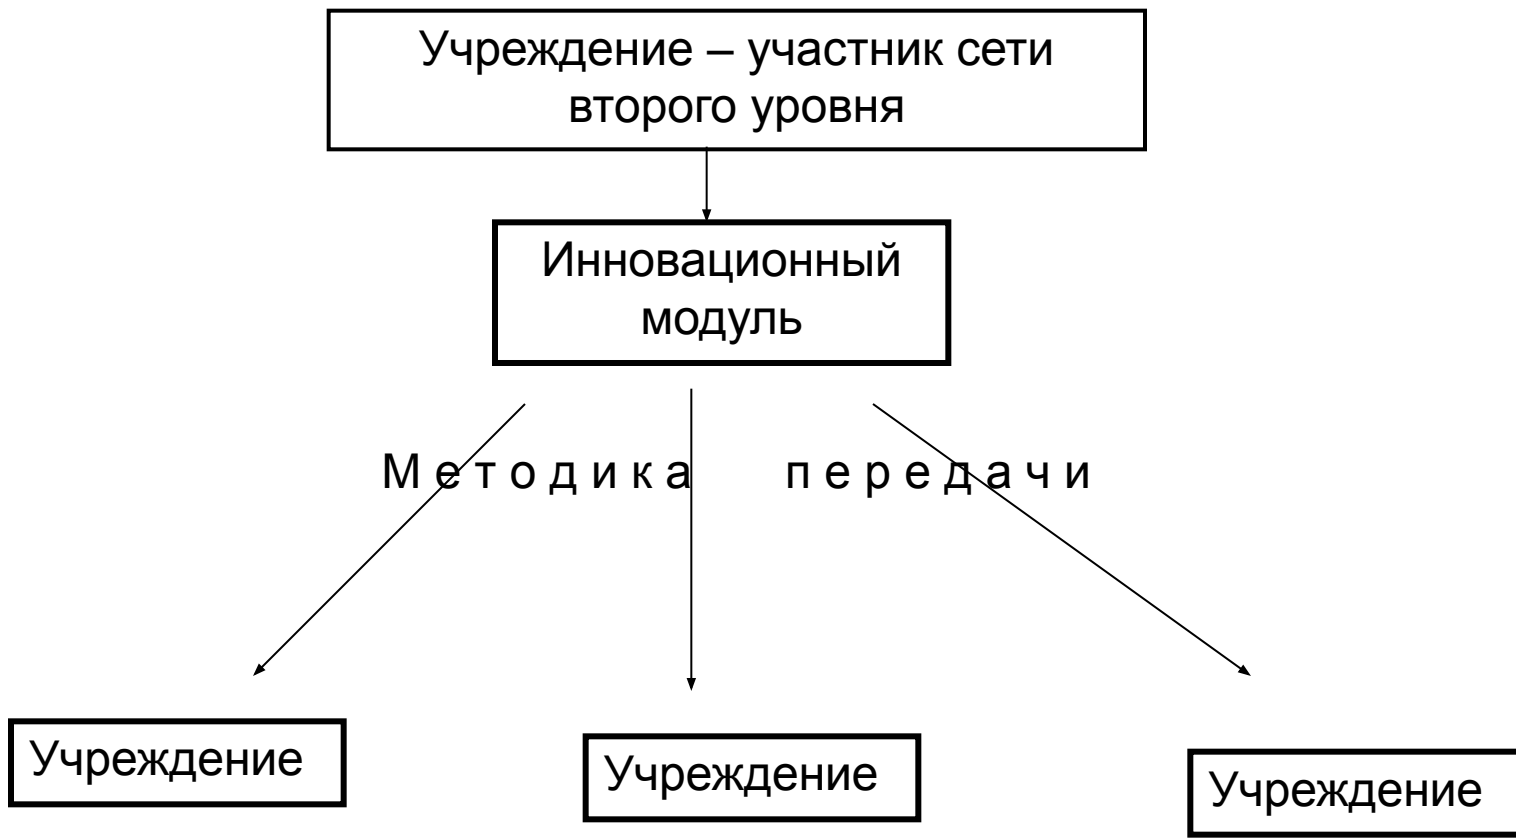 Учреждение – участник сети
второго уровня
Инновационный
модуль
М е т о д и к а п е р е д а ч и
Учреждение
Учреждение
Учреждение